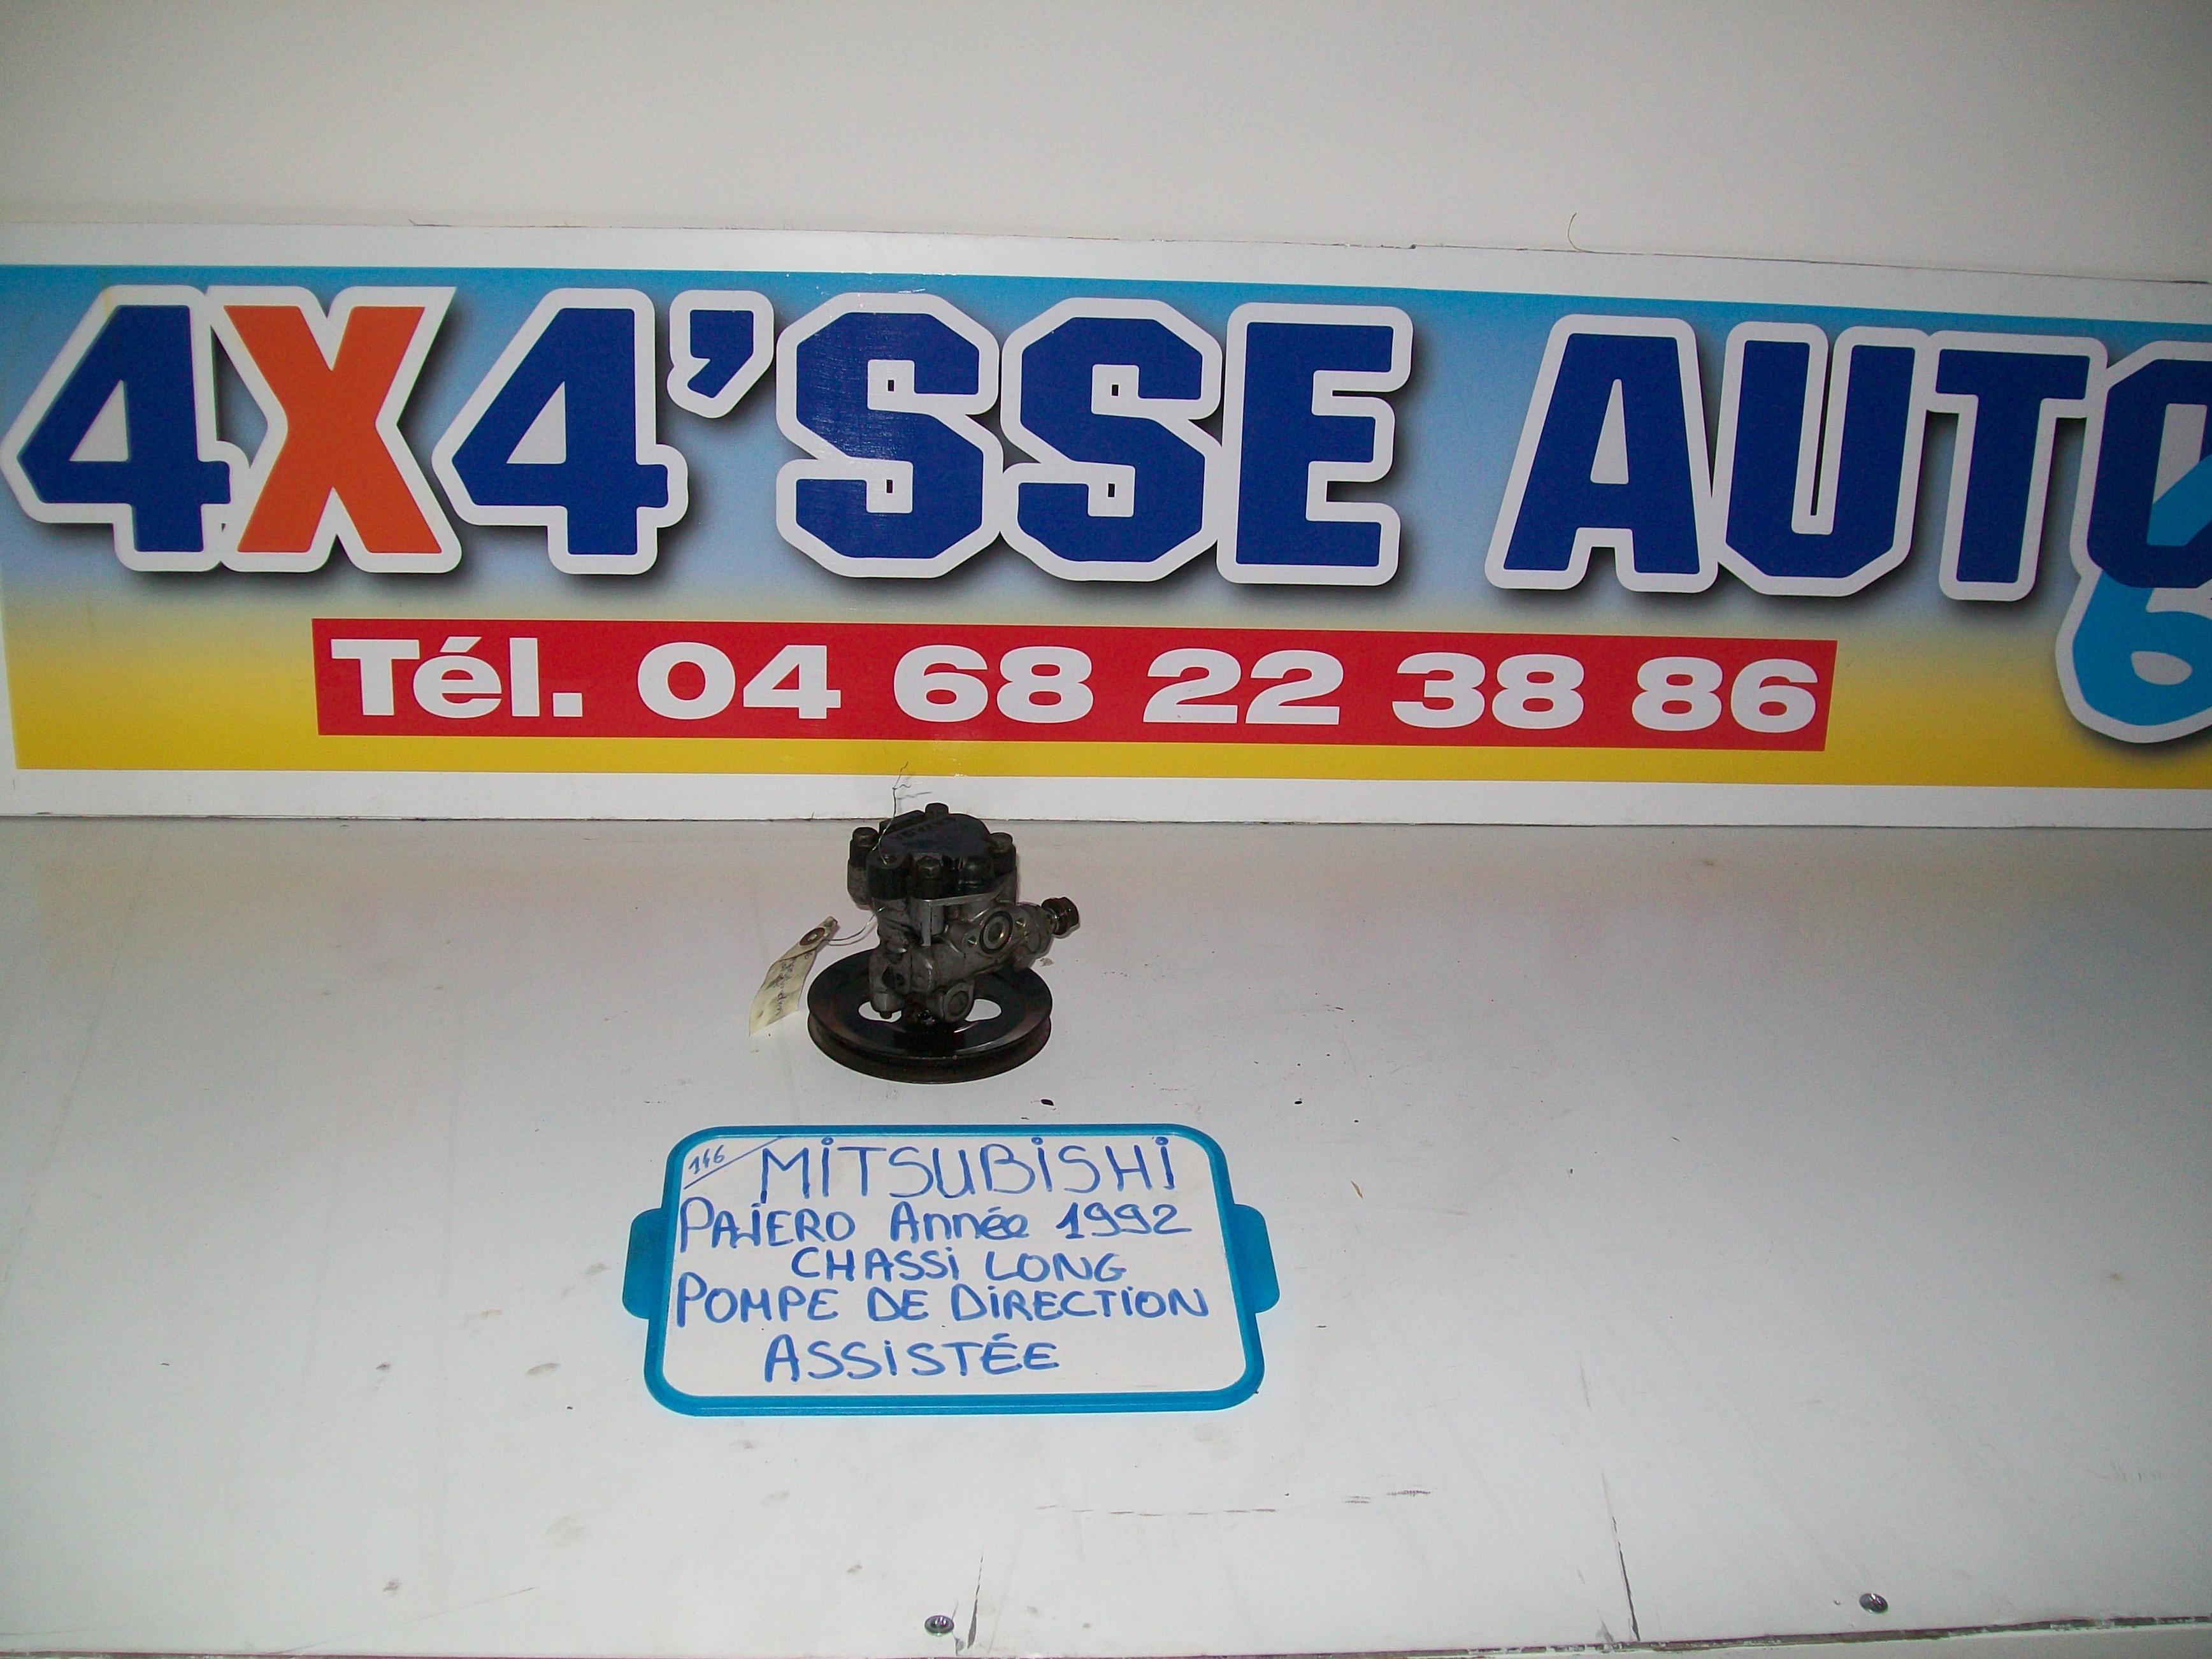 4X4'SSE AUTO
6
Tél. 04 68 22 38 86
146
MiTSUBiSHi
PAJERO Année 1992
CHASSi LONG
POMPE DE DiRECTiON
ASSiSTÉE